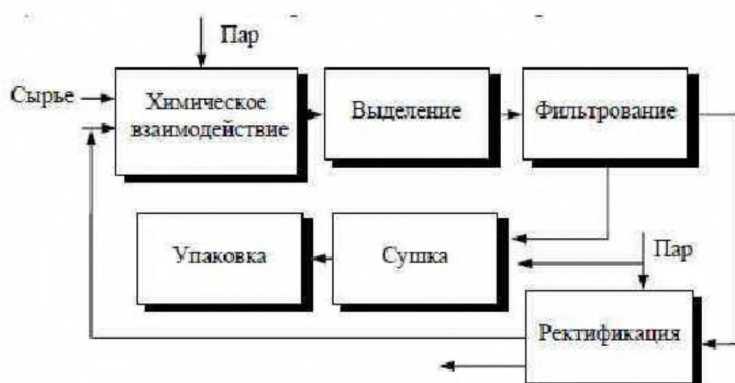 Пар
Сырье
Химическое
взаимодействие
Выделение
Фильтрование
Упаковка
Сушка
Пар
Ректификация